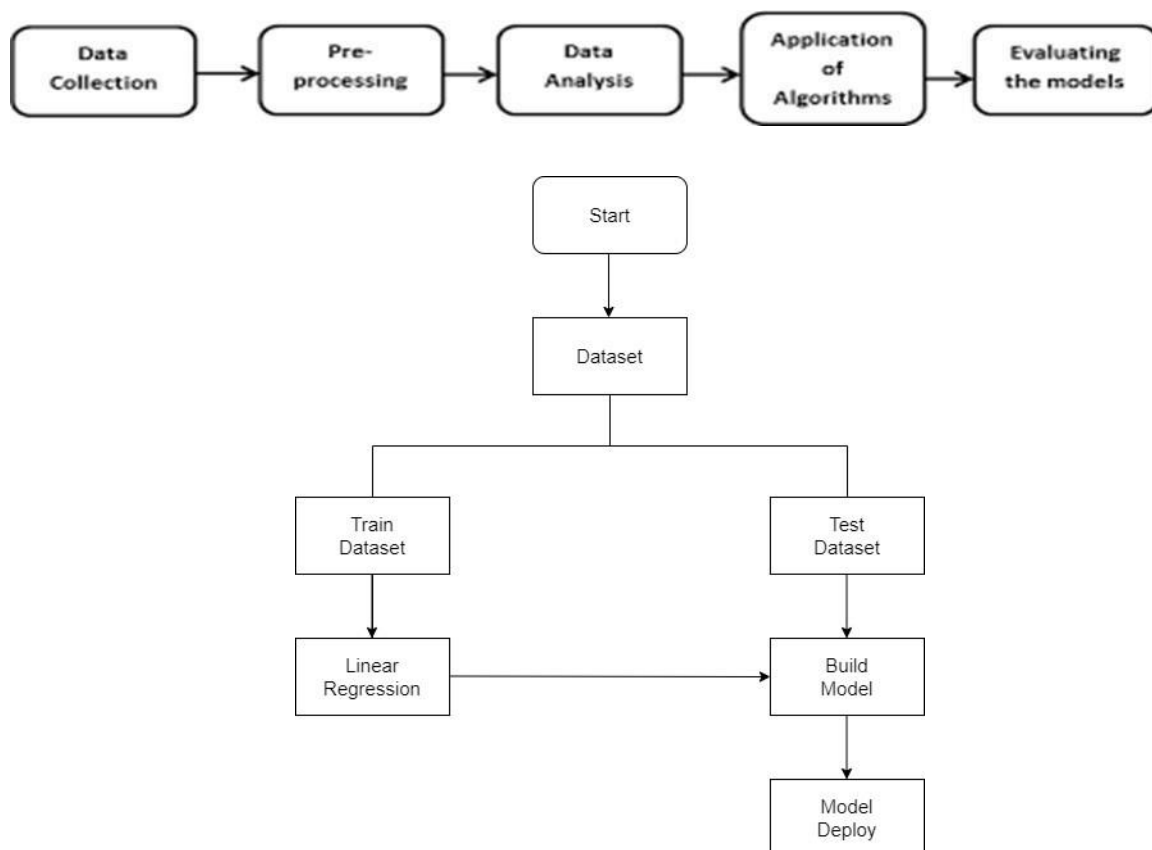 Data
Collection
Pre-
processing
Data
Analysis
Application
of
Algorithms
Evaluating
the models
Start
Dataset
Train
Dataset
Test
Dataset
Linear
Regression
Build
Model
Model
Deploy